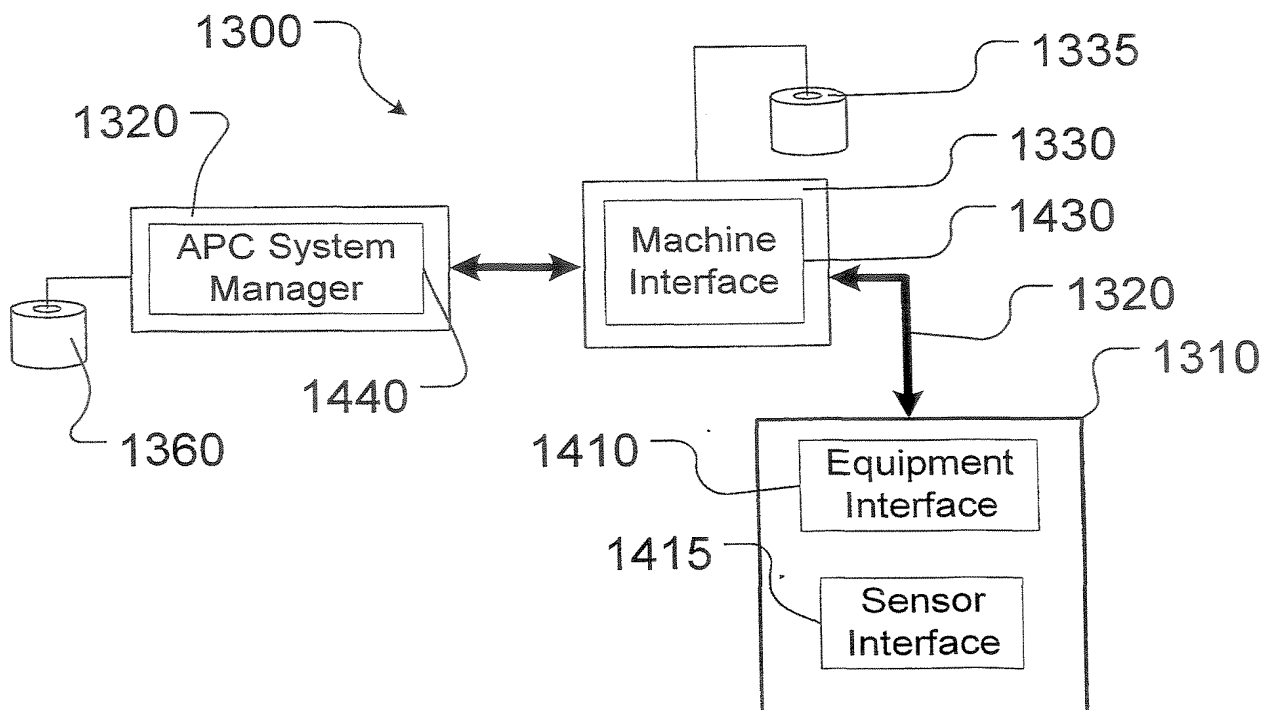 1300
1335
1320
1330
1430
APC System
Manager
Machine
Interface
1320
1310
1440
1360
1410
Equipment
Interface
1415
Sensor
Interface